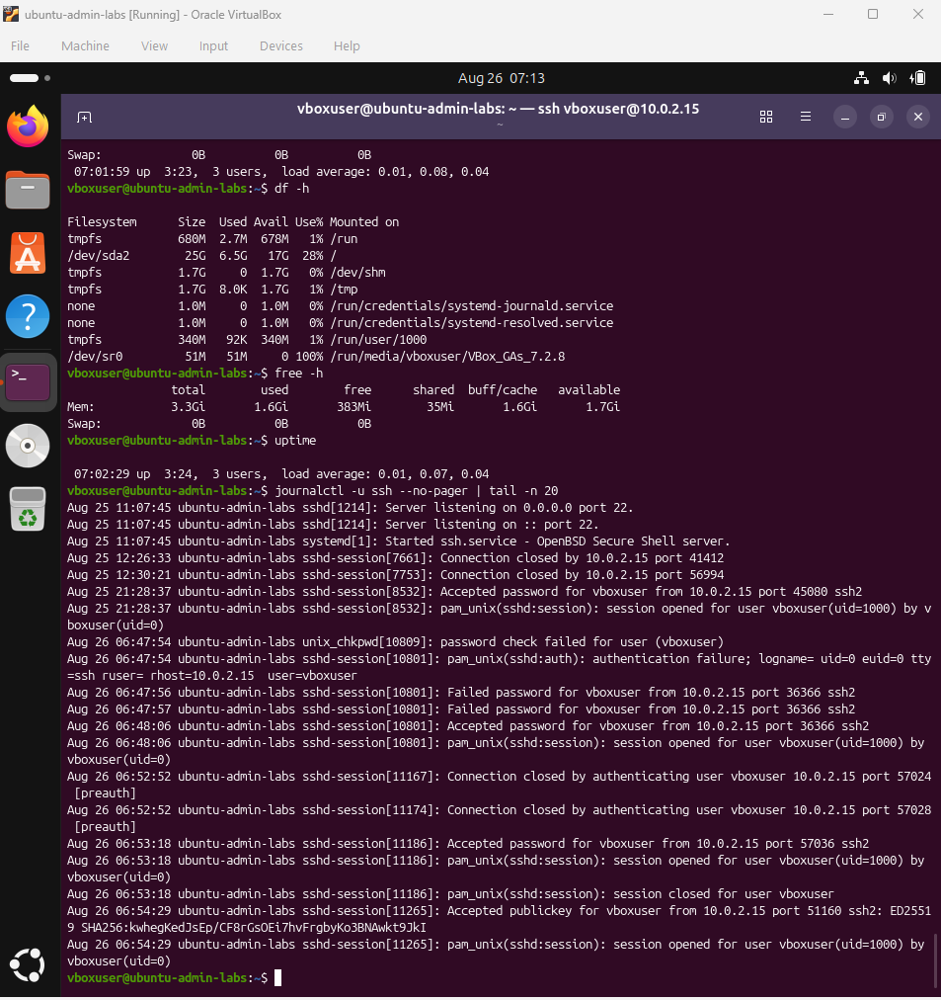 ubuntu-admin-labs [Running] - Oracle VirtualBox
File Machine View Input Devices Help
Aug 26 07:13
vboxuser@ubuntu-admin-labs: ~ — ssh vboxuser@10.0.2.15
~
Swap: 0B 0B 0B
07:01:59 up 3:23, 3 users, load average: 0.01, 0.08, 0.04
vboxuser@ubuntu-admin-labs:~$ df -h
Filesystem Size Used Avail Use% Mounted on
tmpfs 680M 2.7M 678M 1% /run
/dev/sda2 25G 6.5G 17G 28% /
tmpfs 1.7G 0 1.7G 0% /dev/shm
tmpfs 1.7G 8.0K 1.7G 1% /tmp
none 1.0M 0 1.0M 0% /run/credentials/systemd-journald.service
none 1.0M 0 1.0M 0% /run/credentials/systemd-resolved.service
tmpfs 340M 92K 340M 1% /run/user/1000
/dev/sr0 51M 51M 0 100% /run/media/vboxuser/VBox_GAs_7.2.8
vboxuser@ubuntu-admin-labs:~$ free -h
total used free shared buff/cache available
Mem: 3.3Gi 1.6Gi 383Mi 35Mi 1.6Gi 1.7Gi
Swap: 0B 0B 0B
vboxuser@ubuntu-admin-labs:~$ uptime
07:02:29 up 3:24, 3 users, load average: 0.01, 0.07, 0.04
vboxuser@ubuntu-admin-labs:~$ journalctl -u ssh --no-pager | tail -n 20
Aug 25 11:07:45 ubuntu-admin-labs sshd[1214]: Server listening on 0.0.0.0 port 22.
Aug 25 11:07:45 ubuntu-admin-labs sshd[1214]: Server listening on :: port 22.
Aug 25 11:07:45 ubuntu-admin-labs systemd[1]: Started ssh.service - OpenBSD Secure Shell server.
Aug 25 12:26:33 ubuntu-admin-labs sshd-session[7661]: Connection closed by 10.0.2.15 port 41412
Aug 25 12:30:21 ubuntu-admin-labs sshd-session[7753]: Connection closed by 10.0.2.15 port 56994
Aug 25 21:28:37 ubuntu-admin-labs sshd-session[8532]: Accepted password for vboxuser from 10.0.2.15 port 45080 ssh2
Aug 25 21:28:37 ubuntu-admin-labs sshd-session[8532]: pam_unix(sshd:session): session opened for user vboxuser(uid=1000) by v
boxuser(uid=0)
Aug 26 06:47:54 ubuntu-admin-labs unix_chkpwd[10809]: password check failed for user (vboxuser)
Aug 26 06:47:54 ubuntu-admin-labs sshd-session[10801]: pam_unix(sshd:auth): authentication failure; logname= uid=0 euid=0 tty
=ssh ruser= rhost=10.0.2.15 user=vboxuser
Aug 26 06:47:56 ubuntu-admin-labs sshd-session[10801]: Failed password for vboxuser from 10.0.2.15 port 36366 ssh2
Aug 26 06:47:57 ubuntu-admin-labs sshd-session[10801]: Failed password for vboxuser from 10.0.2.15 port 36366 ssh2
Aug 26 06:48:06 ubuntu-admin-labs sshd-session[10801]: Accepted password for vboxuser from 10.0.2.15 port 36366 ssh2
Aug 26 06:48:06 ubuntu-admin-labs sshd-session[10801]: pam_unix(sshd:session): session opened for user vboxuser(uid=1000) by
vboxuser(uid=0)
Aug 26 06:52:52 ubuntu-admin-labs sshd-session[11167]: Connection closed by authenticating user vboxuser 10.0.2.15 port 57024
[preauth]
Aug 26 06:52:52 ubuntu-admin-labs sshd-session[11174]: Connection closed by authenticating user vboxuser 10.0.2.15 port 57028
[preauth]
Aug 26 06:53:18 ubuntu-admin-labs sshd-session[11186]: Accepted password for vboxuser from 10.0.2.15 port 57036 ssh2
Aug 26 06:53:18 ubuntu-admin-labs sshd-session[11186]: pam_unix(sshd:session): session opened for user vboxuser(uid=1000) by
vboxuser(uid=0)
Aug 26 06:53:18 ubuntu-admin-labs sshd-session[11186]: pam_unix(sshd:session): session closed for user vboxuser
Aug 26 06:54:29 ubuntu-admin-labs sshd-session[11265]: Accepted publickey for vboxuser from 10.0.2.15 port 51160 ssh2: ED2551
9 SHA256:kwhegKedJsEp/CF8rGsOEi7hvFrgbyKo3BNAwkt9JkI
Aug 26 06:54:29 ubuntu-admin-labs sshd-session[11265]: pam_unix(sshd:session): session opened for user vboxuser(uid=1000) by
vboxuser(uid=0)
vboxuser@ubuntu-admin-labs:~$